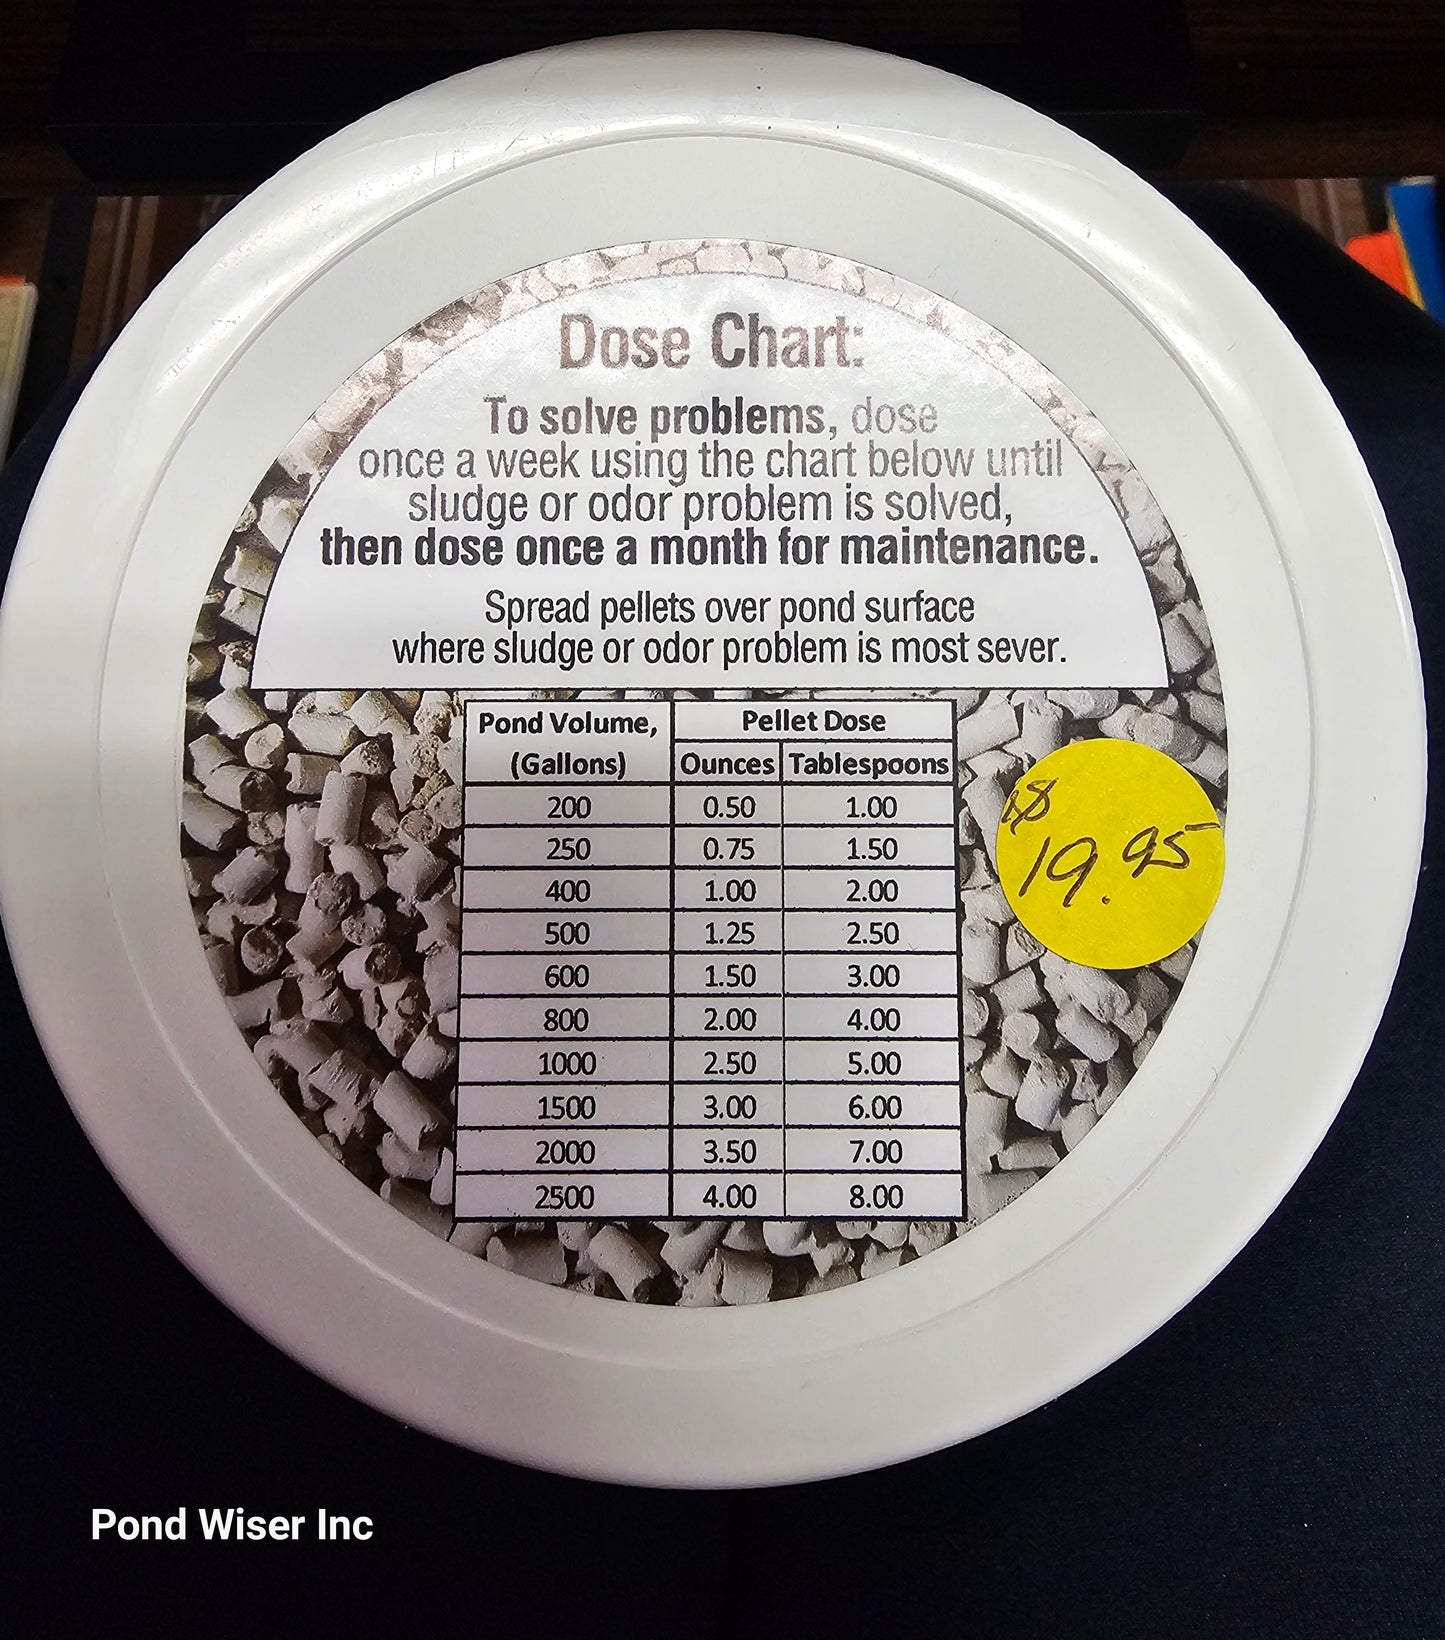 Dose Chart:
To solve problems, dose
once a week using the chart below until
sludge or odor problem is solved,
then dose once a month for maintenance.
Spread pellets over pond surface
where sludge or odor problem is most sever.
Pond Volume, Pellet Dose
(Gallons) Ounces Tablespoons
200 0.50 1.00
250 0.75 1.50
400 1.00 2.00
500 1.25 2.50
600 1.50 3.00
800 2.00 4.00
1000 2.50 5.00
1500 3.00 6.00
2000 3.50 7.00
2500 4.00 8.00
19.95
Pond Wiser Inc